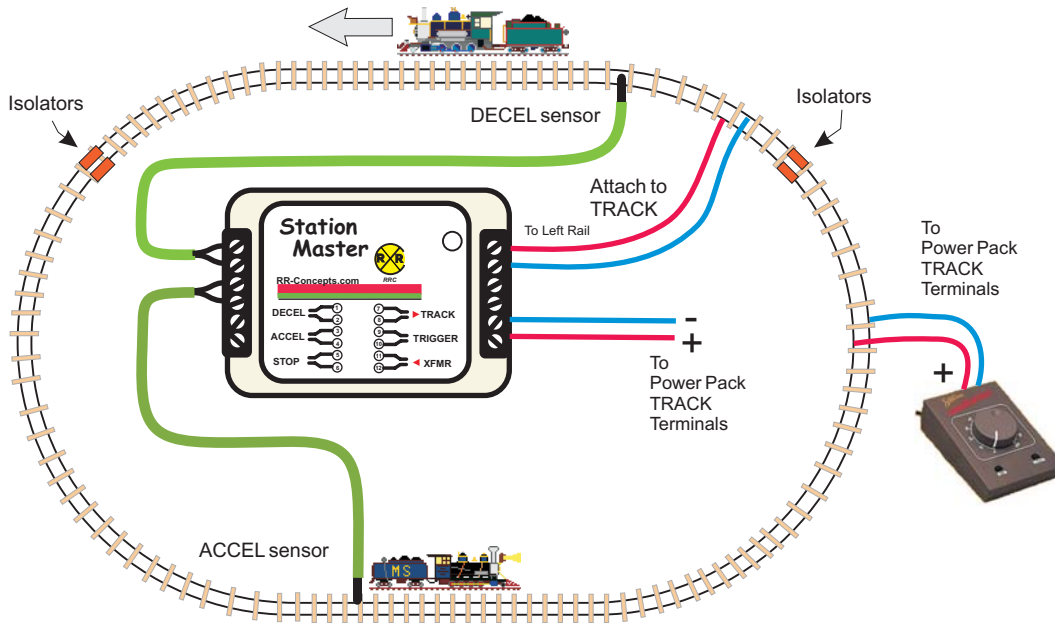 Isolators
DECEL sensor
Isolators
Attach to
TRACK
To Left Rail
Station
Master
R R
RRC
RR-Concepts.com
DECEL
1
2
ACCEL
3
4
STOP
5
6
7
8
TRACK
9
10
TRIGGER
11
12
XFMR
-
+
To
Power Pack
TRACK
Terminals
To
Power Pack
TRACK
Terminals
+
ACCEL sensor
M S